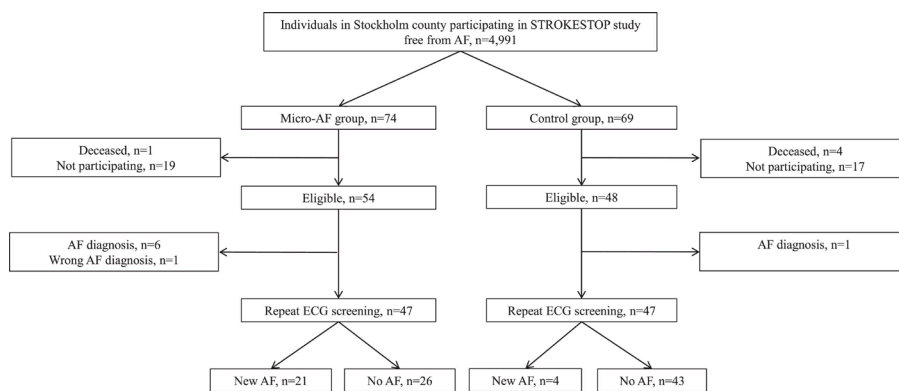 Individuals in Stockholm county participating in STROKESTOP study
free from AF, n=4,991
Micro-AF group, n=74
Control group, n=69
Deceased, n=1
Not participating, n=19
Deceased, n=4
Not participating, n=17
Eligible, n=54
Eligible, n=48
AF diagnosis, n=6
Wrong AF diagnosis, n=1
AF diagnosis, n=1
Repeat ECG screening, n=47
Repeat ECG screening, n=47
New AF, n=21
No AF, n=26
New AF, n=4
No AF, n=43